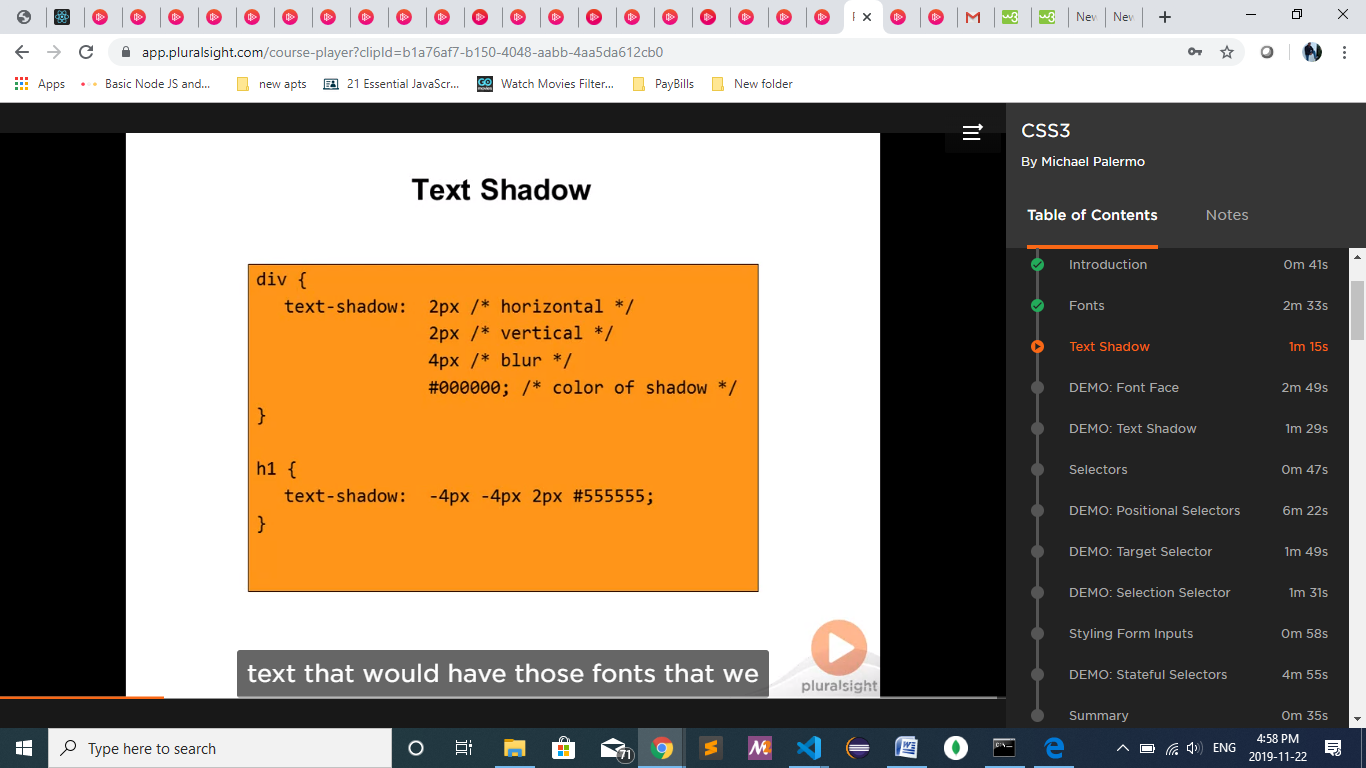 New
New
app.pluralsight.com/course-player?clipId=b1a76af7-b150-4048-aabb-4aa5da612cb0
Apps
Basic Node JS and...
new apts
21 Essential JavaScr...
Watch Movies Filter...
PayBills
New folder
Text Shadow
div {
text-shadow: 2px /* horizontal */
2px /* vertical */
4px /* blur */
#000000; /* color of shadow */
}
h1 {
text-shadow: -4px -4px 2px #555555;
}
text that would have those fonts that we
pluralsight
CSS3
By Michael Palermo
Table of Contents Notes
Introduction 0m 41s
Fonts 2m 33s
Text Shadow 1m 15s
DEMO: Font Face 2m 49s
DEMO: Text Shadow 1m 29s
Selectors 0m 47s
DEMO: Positional Selectors 6m 22s
DEMO: Target Selector 1m 49s
DEMO: Selection Selector 1m 31s
Styling Form Inputs 0m 58s
DEMO: Stateful Selectors 4m 55s
Summary 0m 35s
Type here to search
71
ENG
4:58 PM
2019-11-22